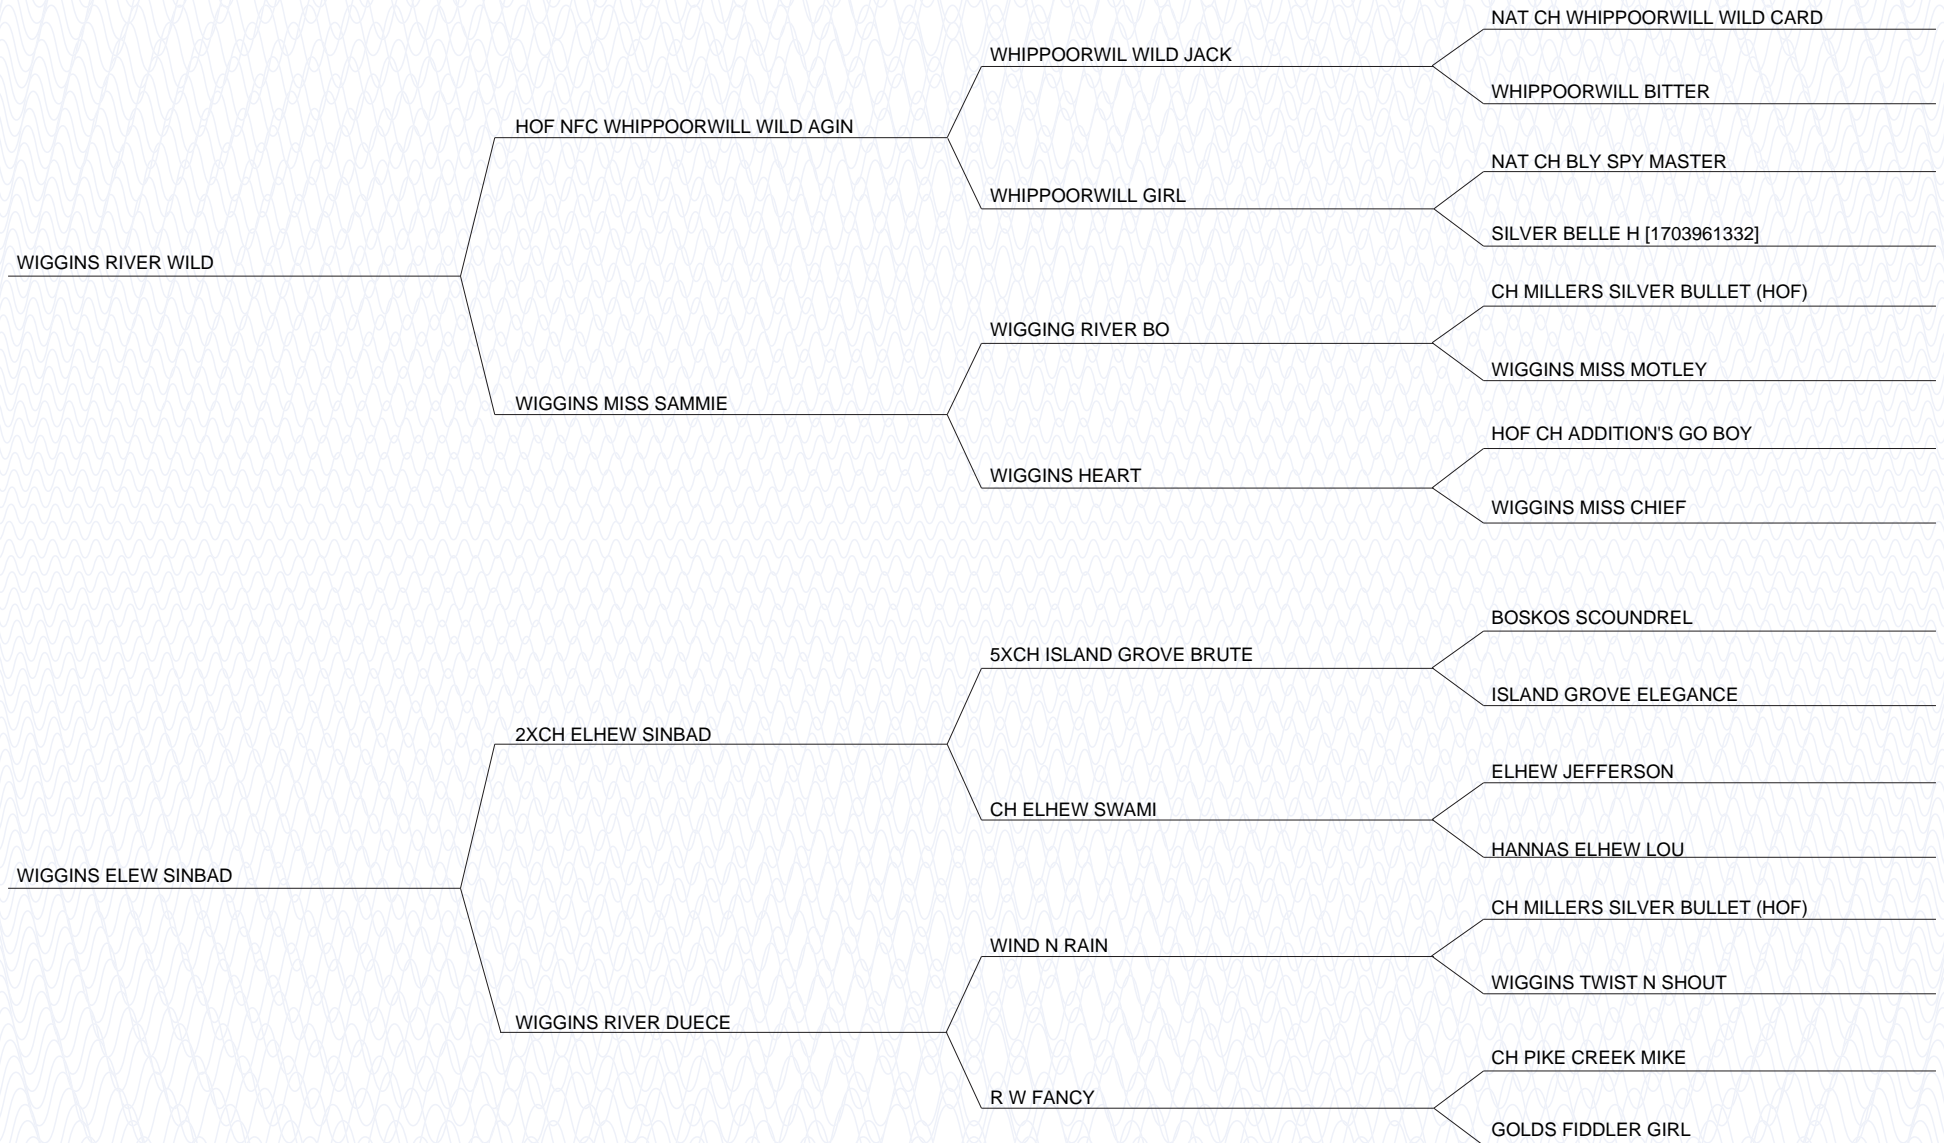 NAT CH WHIPPOORWILL WILD CARD
WHIPPOORWIL WILD JACK
WHIPPOORWILL BITTER
HOF NFC WHIPPOORWILL WILD AGIN
NAT CH BLY SPY MASTER
WHIPPOORWILL GIRL
SILVER BELLE H [1703961332]
WIGGINS RIVER WILD
CH MILLERS SILVER BULLET (HOF)
WIGGING RIVER BO
WIGGINS MISS MOTLEY
WIGGINS MISS SAMMIE
HOF CH ADDITION'S GO BOY
WIGGINS HEART
WIGGINS MISS CHIEF
BOSKOS SCOUNDREL
5XCH ISLAND GROVE BRUTE
ISLAND GROVE ELEGANCE
2XCH ELHEW SINBAD
ELHEW JEFFERSON
CH ELHEW SWAMI
HANNAS ELHEW LOU
WIGGINS ELEW SINBAD
CH MILLERS SILVER BULLET (HOF)
WIND N RAIN
WIGGINS TWIST N SHOUT
WIGGINS RIVER DUECE
CH PIKE CREEK MIKE
R W FANCY
GOLDS FIDDLER GIRL